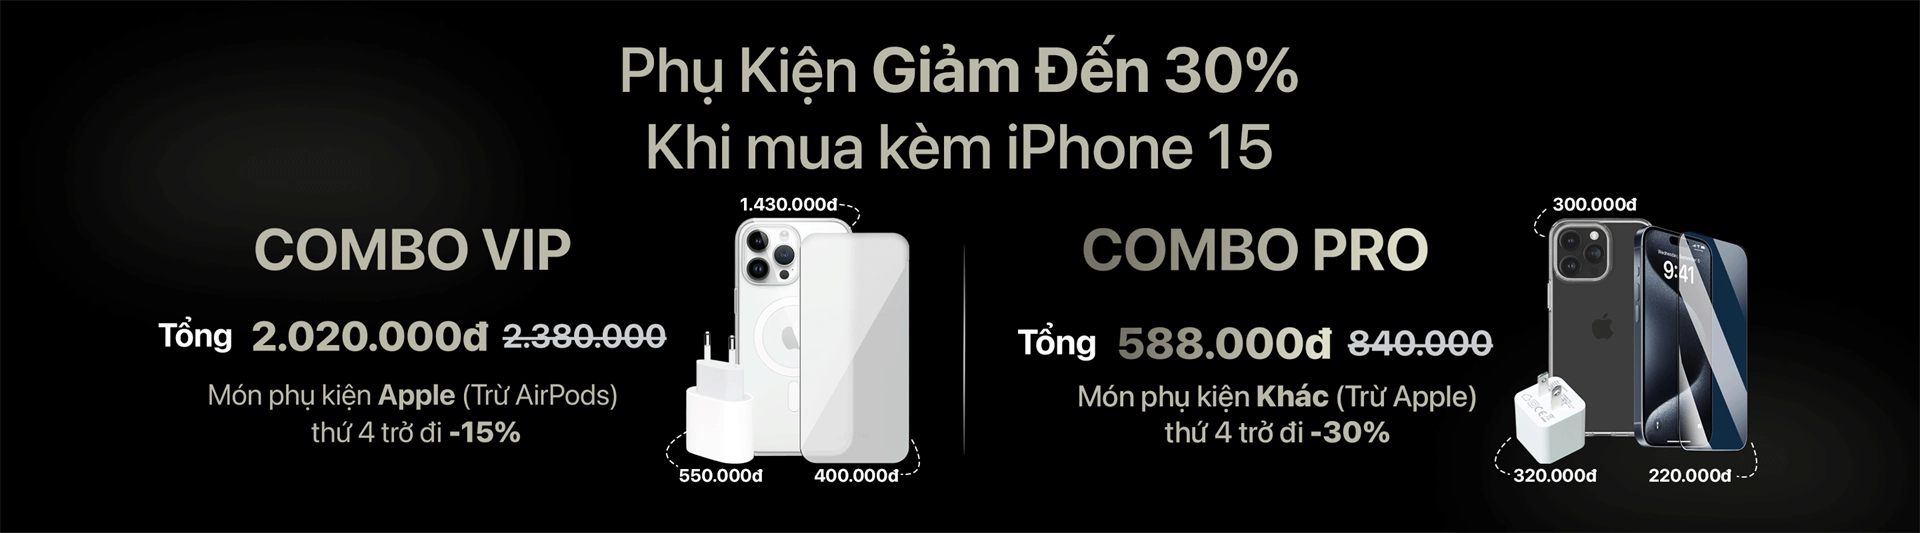 Phụ Kiện Giảm Đến 30%
Khi mua kèm iPhone 15
COMBO VIP
Tổng 2.020.000đ 2.380.000
Món phụ kiện Apple (Trừ AirPods)
thứ 4 trở đi -15%
1.430.000đ
550.000đ
400.000đ
COMBO PRO
Tổng 588.000đ 840.000
Món phụ kiện Khác (Trừ Apple)
thứ 4 trở đi -30%
300.000đ
9:41
320.000đ
220.000đ